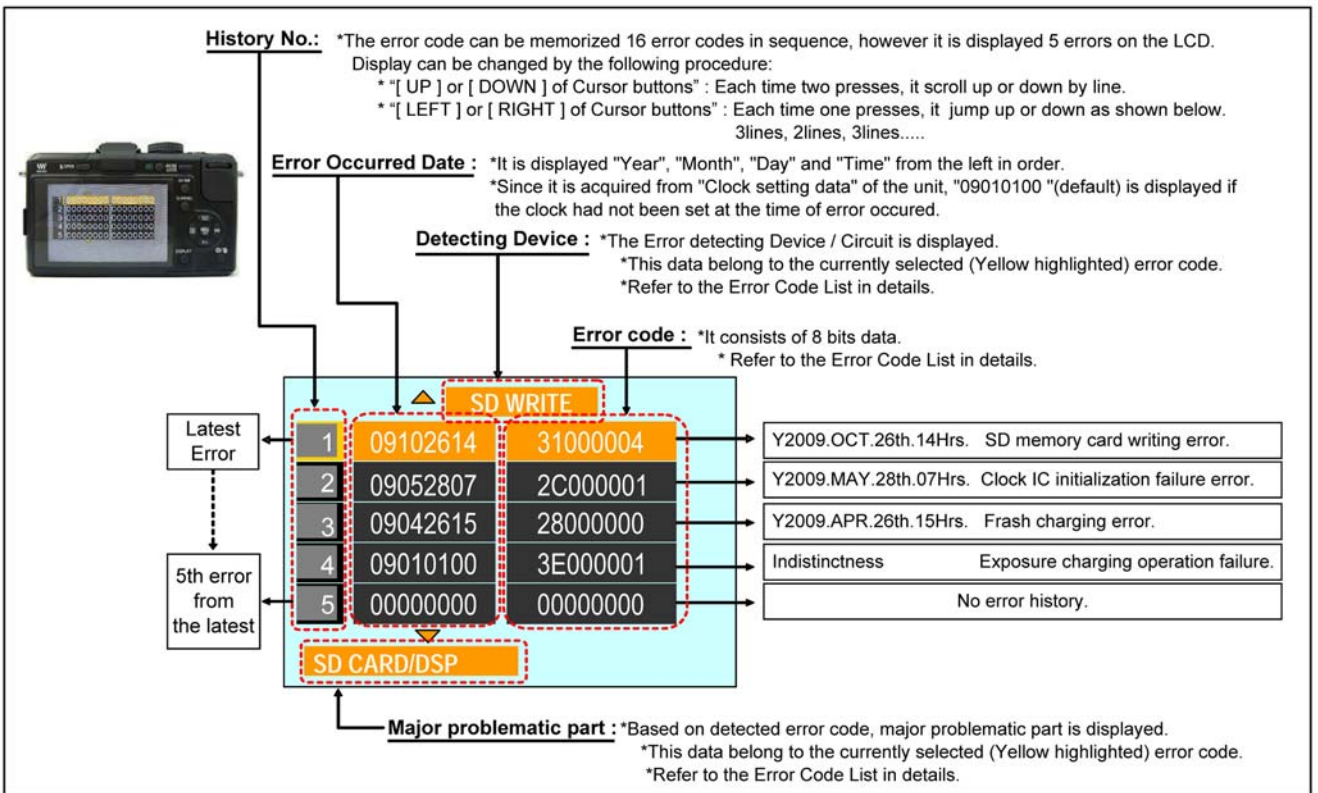 History No.: *The error code can be memorized 16 error codes in sequence, however it is displayed 5 errors on the LCD.
Display can be changed by the following procedure:
* "[ UP ] or [ DOWN ] of Cursor buttons" : Each time two presses, it scroll up or down by line.
* "[ LEFT ] or [ RIGHT ] of Cursor buttons" : Each time one presses, it jump up or down as shown below.
3lines, 2lines, 3lines.....
Error Occurred Date : *It is displayed "Year", "Month", "Day" and "Time" from the left in order.
*Since it is acquired from "Clock setting data" of the unit, "09010100 "(default) is displayed if
the clock had not been set at the time of error occured.
Detecting Device : *The Error detecting Device / Circuit is displayed.
*This data belong to the currently selected (Yellow highlighted) error code.
*Refer to the Error Code List in details.
Error code : *It consists of 8 bits data.
* Refer to the Error Code List in details.
SD WRITE
Latest
Error
1 09102614 31000004 Y2009.OCT.26th.14Hrs. SD memory card writing error.
2 09052807 2C000001 Y2009.MAY.28th.07Hrs. Clock IC initialization failure error.
3 09042615 28000000 Y2009.APR.26th.15Hrs. Frash charging error.
4 09010100 3E000001 Indistinctness Exposure charging operation failure.
5 00000000 00000000 No error history.
5th error
from
the latest
SD CARD/DSP
Major problematic part : *Based on detected error code, major problematic part is displayed.
*This data belong to the currently selected (Yellow highlighted) error code.
*Refer to the Error Code List in details.